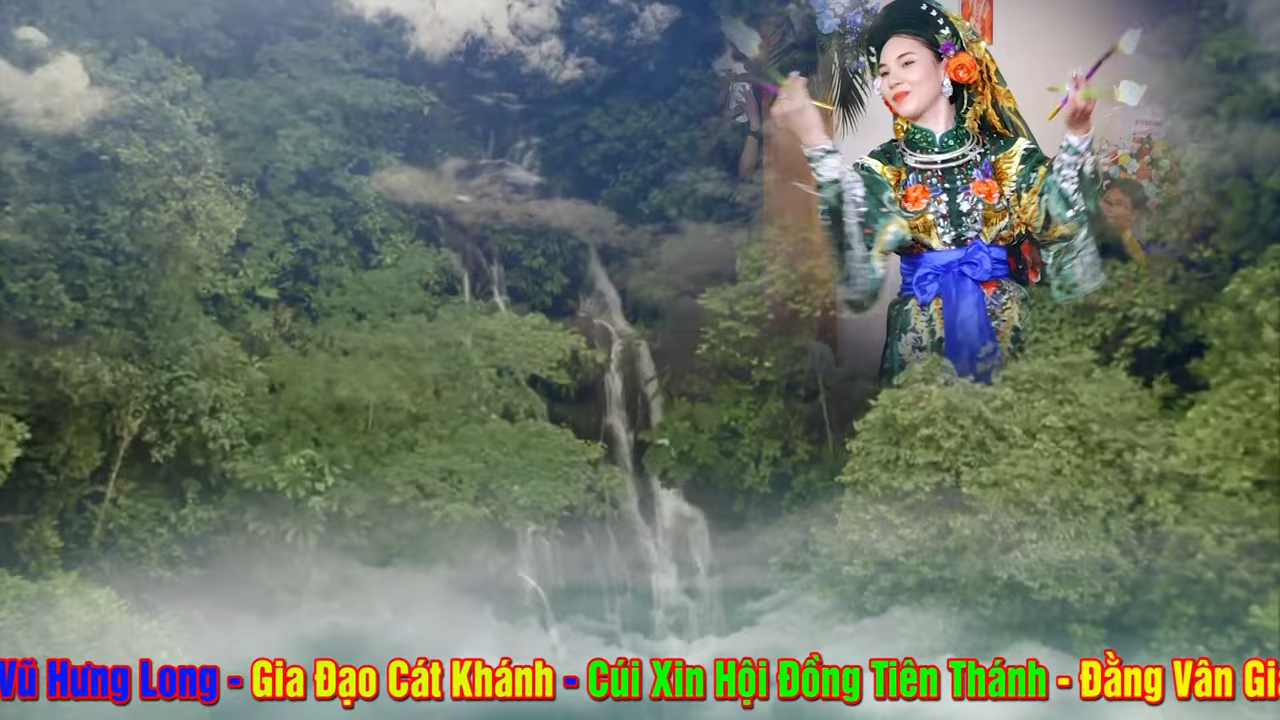 Vũ Hưng Long - Gia Đạo Cát Khánh - Cúi Xin Hội Đồng Tiên Thánh - Đằng Vân